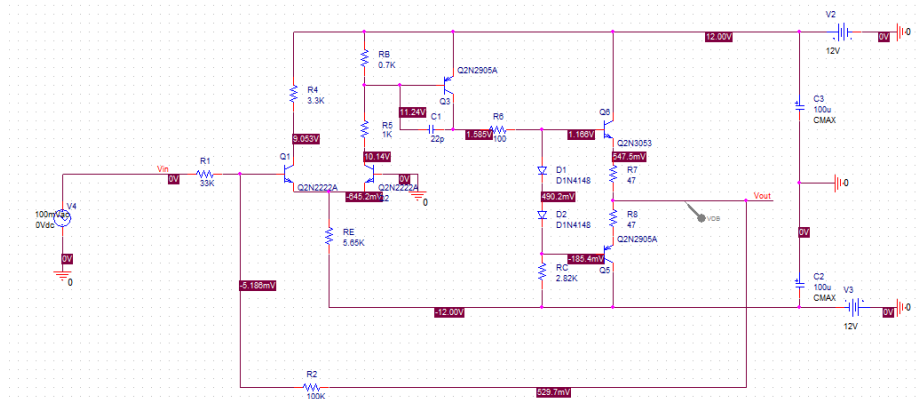 V2
12V
0V
0
12.00V
RB
0.7K
Q2N2905A
Q3
R4
3.3K
11.24V
C1
22p
R6
100
1.585V
1.166V
Q6
Q2N3053
C3
100u
CMAX
R5
1K
9.053V
10.14V
547.5mV
Q1
Q2N2222A
Q2N2222A
0V
0
-645.2mV
D1
D1N4148
490.2mV
D2
D1N4148
R7
47
Vout
VDB
R8
47
0
0V
Vin
0V
R1
33K
V4
100mVac
0Vdc
0V
0
RE
5.65K
-5.186mV
-185.4mV
Q2N2905A
Q5
RC
2.82K
C2
100u
CMAX
-12.00V
V3
12V
0V
0
R2
100K
529.7mV